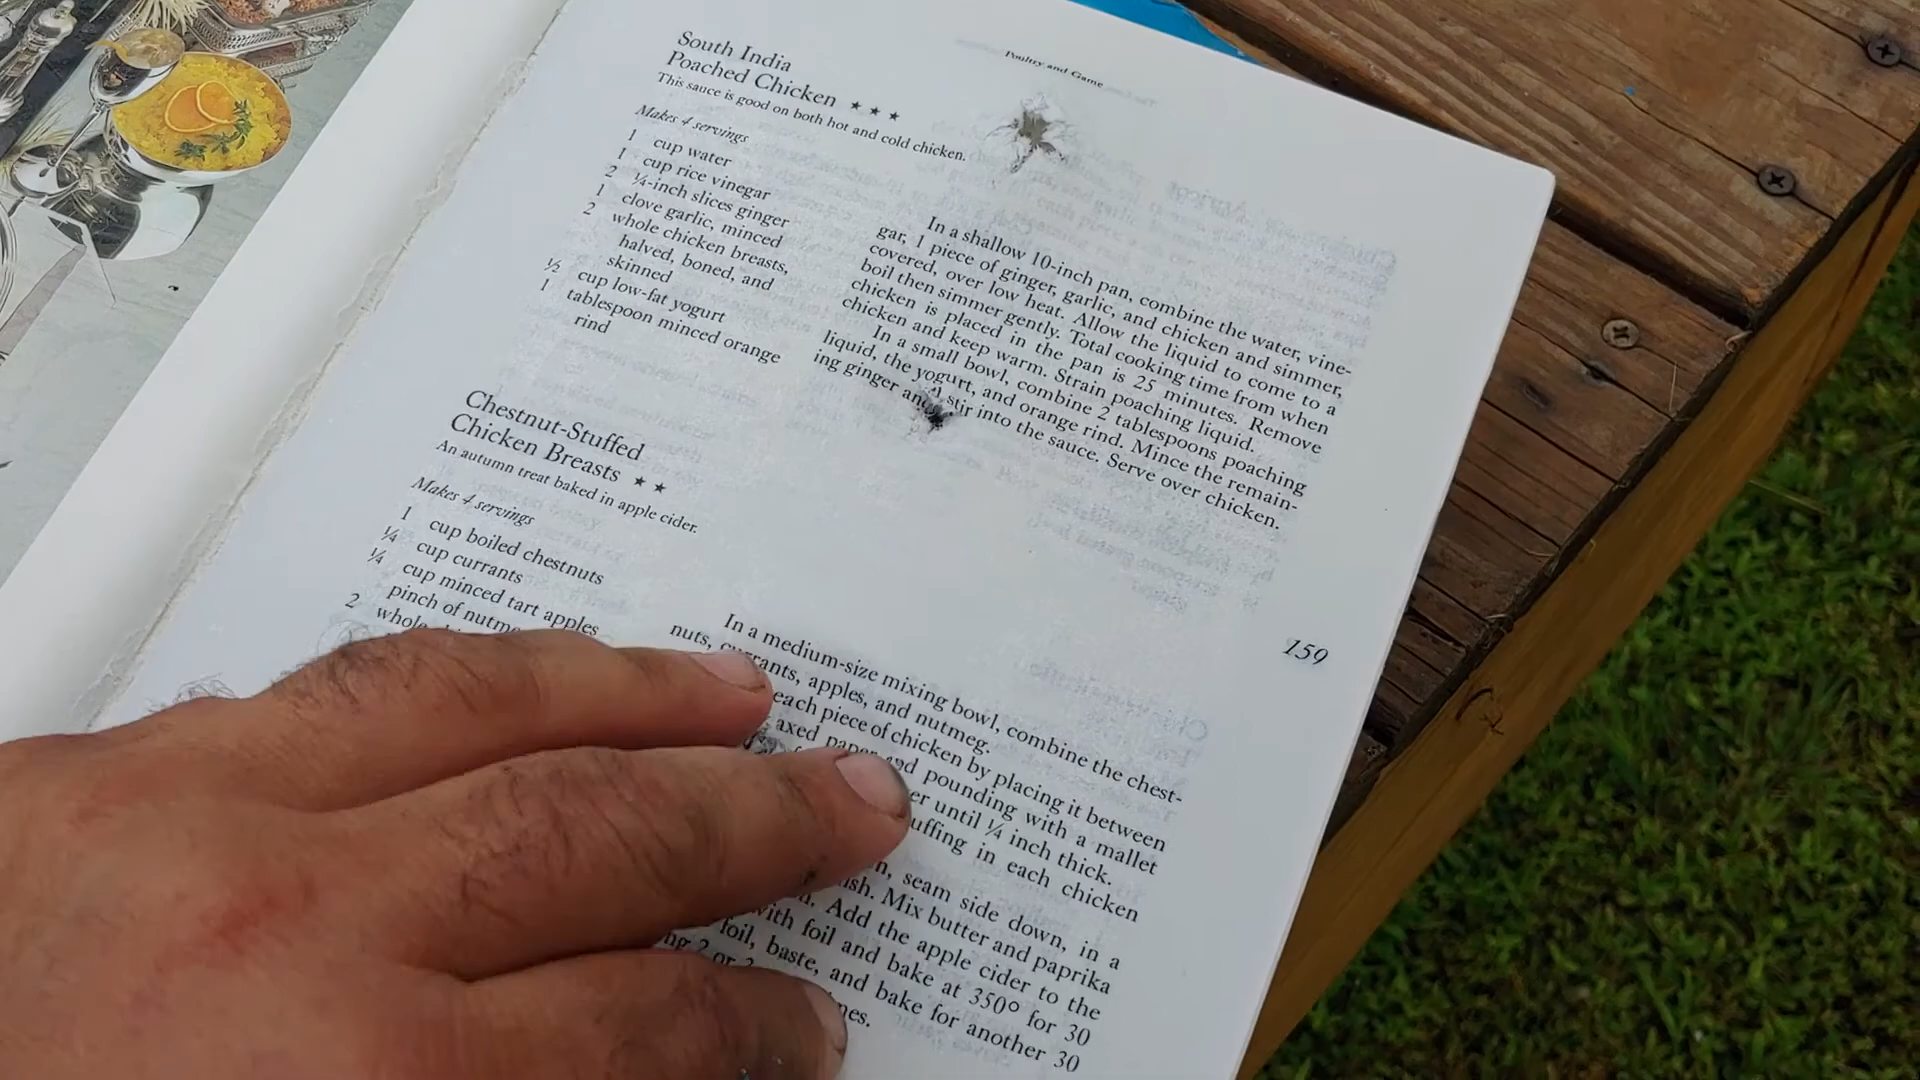 Poultry and Game
South India
Poached Chicken ★ ★ ★
This sauce is good on both hot and cold chicken.
Makes 4 servings
1 cup water
1 cup rice vinegar
2 ¼-inch slices ginger
1 clove garlic, minced
2 whole chicken breasts,
halved, boned, and
skinned
½ cup low-fat yogurt
1 tablespoon minced orange
rind
In a shallow 10-inch pan, combine the water, vine-
gar, 1 piece of ginger, garlic, and chicken and simmer,
covered, over low heat. Allow the liquid to come to a
boil then simmer gently. Total cooking time from when
chicken is placed in the pan is 25 minutes. Remove
chicken and keep warm. Strain poaching liquid.
In a small bowl, combine 2 tablespoons poaching
liquid, the yogurt, and orange rind. Mince the remain-
ing ginger and stir into the sauce. Serve over chicken.
Chestnut-Stuffed
Chicken Breasts ★ ★
An autumn treat baked in apple cider.
Makes 4 servings
1 cup boiled chestnuts
¼ cup currants
¼ cup minced tart apples
pinch of
2 whole
In a medium-size mixing bowl, combine the chest-
nuts, currants, apples, and nutmeg.
each piece of chicken by placing it between
paper and pounding with a mallet
until ¼ inch thick.
in each chicken
seam side down, in a
Mix butter and paprika
Add the apple cider to the
with foil and bake at 350° for 30
foil, baste, and bake for another 30
2 or
159